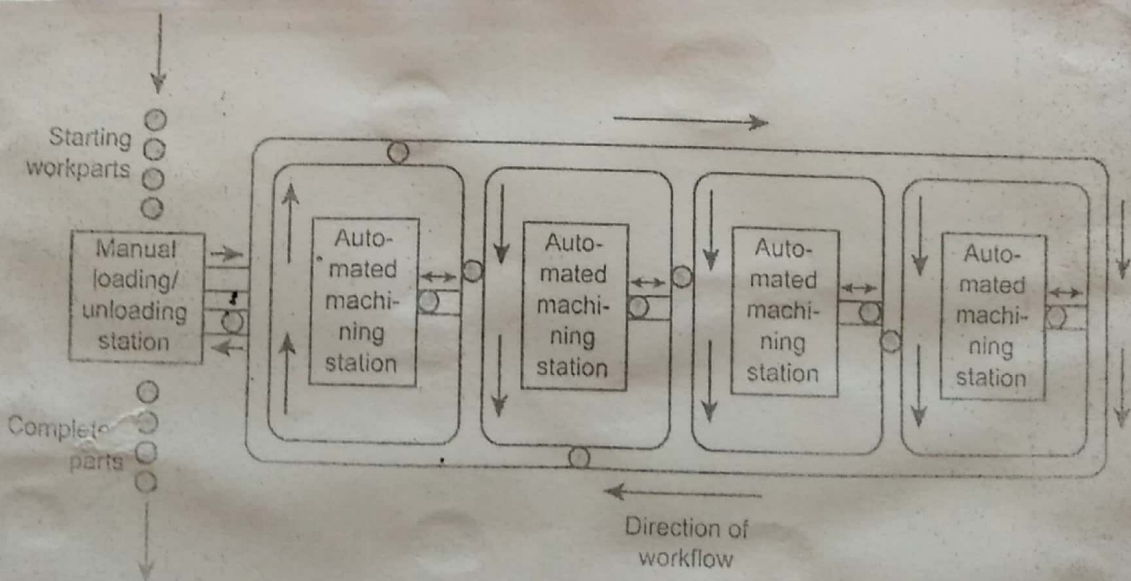 Starting
workparts
Manual
loading/
unloading
station
Auto-
mated
machi-
ning
station
Auto-
mated
machi-
ning
station
Auto-
mated
machi-
ning
station
Auto-
mated
machi-
ning
station
Complete
parts
Direction of
workflow